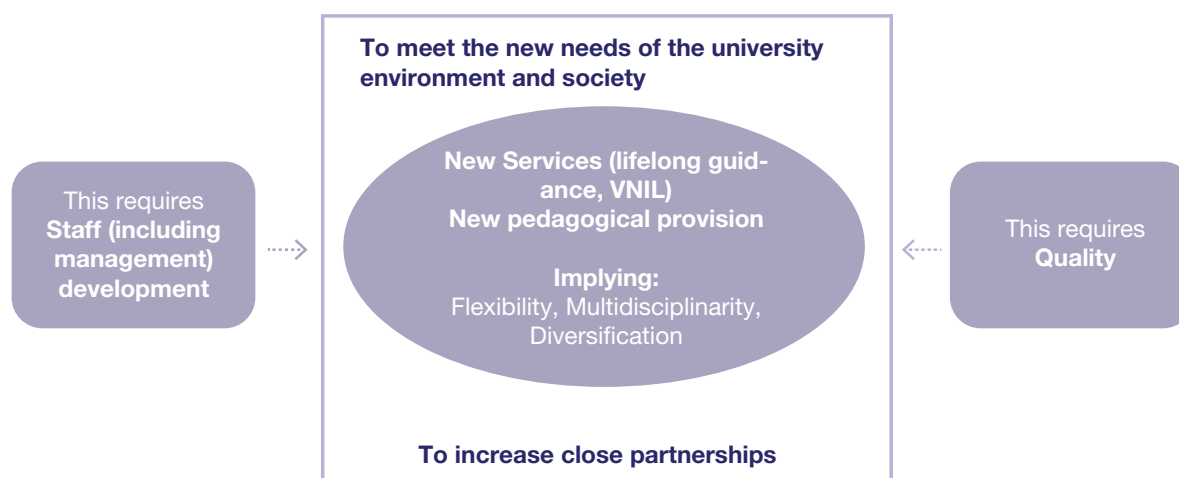 To meet the new needs of the university
environment and society
This requires
Staff (including
management)
development
New Services (lifelong guid-
ance, VNIL)
New pedagogical provision
Implying:
Flexibility, Multidisciplinarity,
Diversification
This requires
Quality
To increase close partnerships